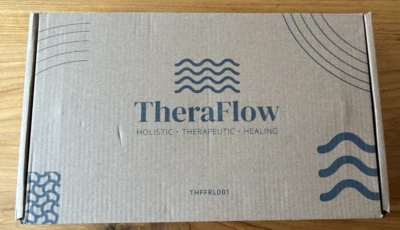 TheraFlow
HOLISTIC • THERAPEUTIC • HEALING
THFFRL001